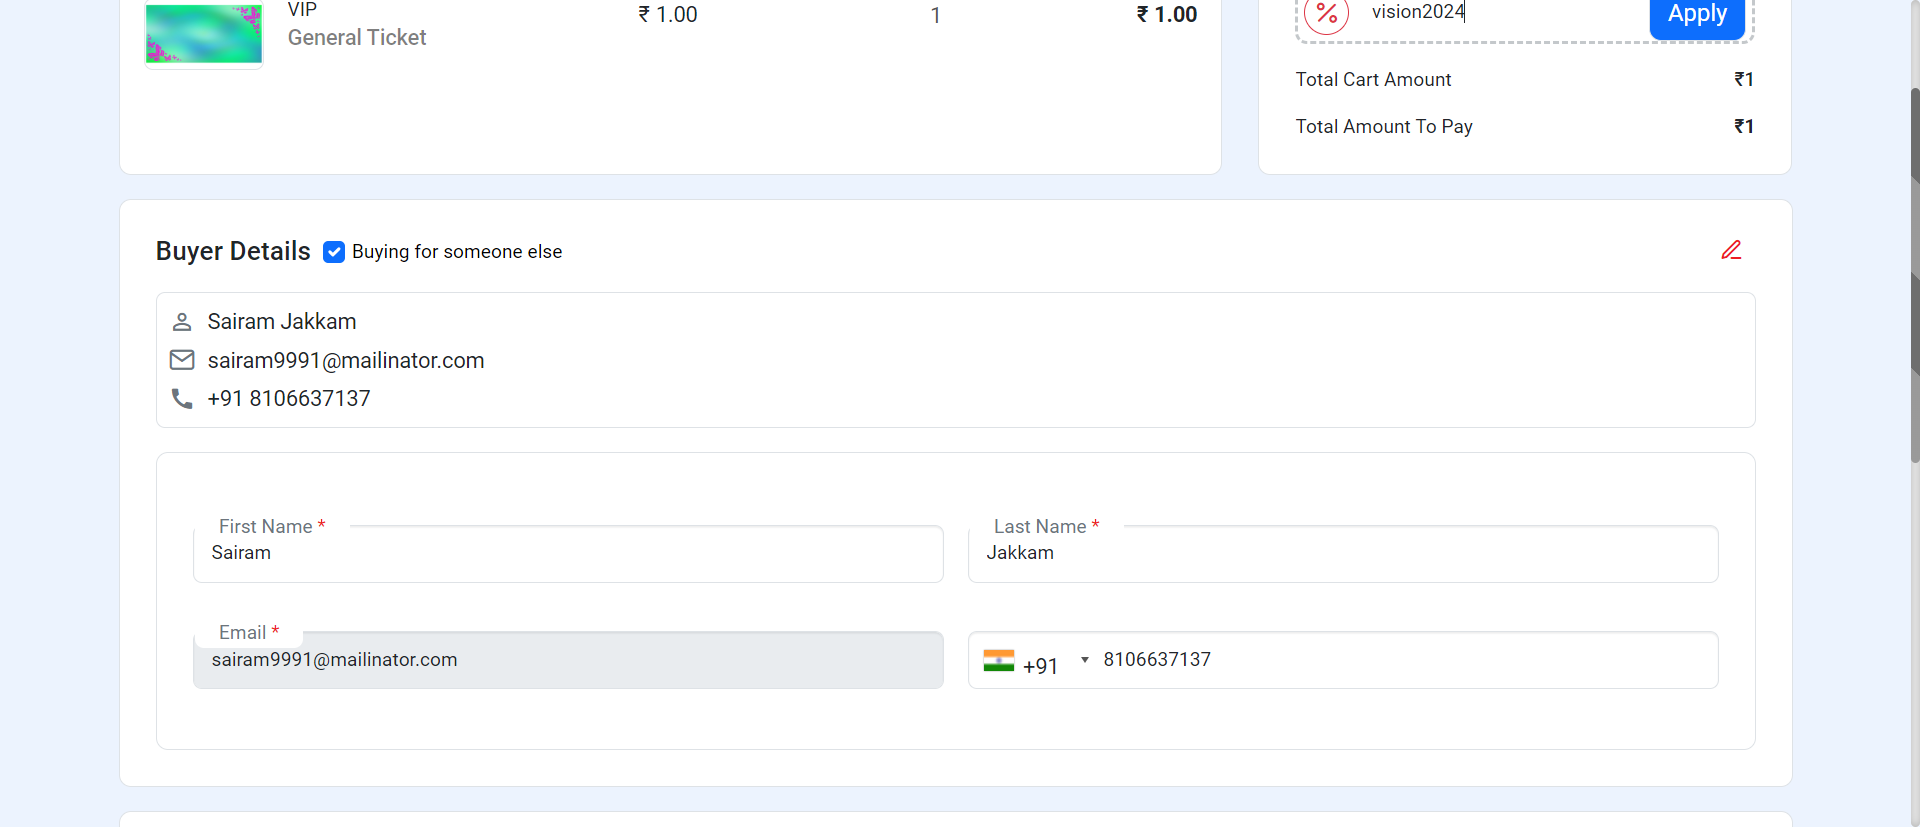 VIP
General Ticket
₹ 1.00
1
₹ 1.00
vision2024
Apply
Total Cart Amount ₹1
Total Amount To Pay ₹1
Buyer Details Buying for someone else
Sairam Jakkam
sairam9991@mailinator.com
+91 8106637137
First Name *
Sairam
Last Name *
Jakkam
Email *
sairam9991@mailinator.com
+91 8106637137